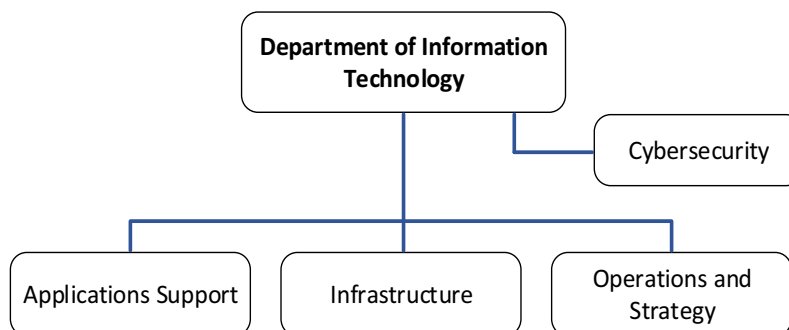 Department of Information
Technology
Cybersecurity
Applications Support
Infrastructure
Operations and
Strategy